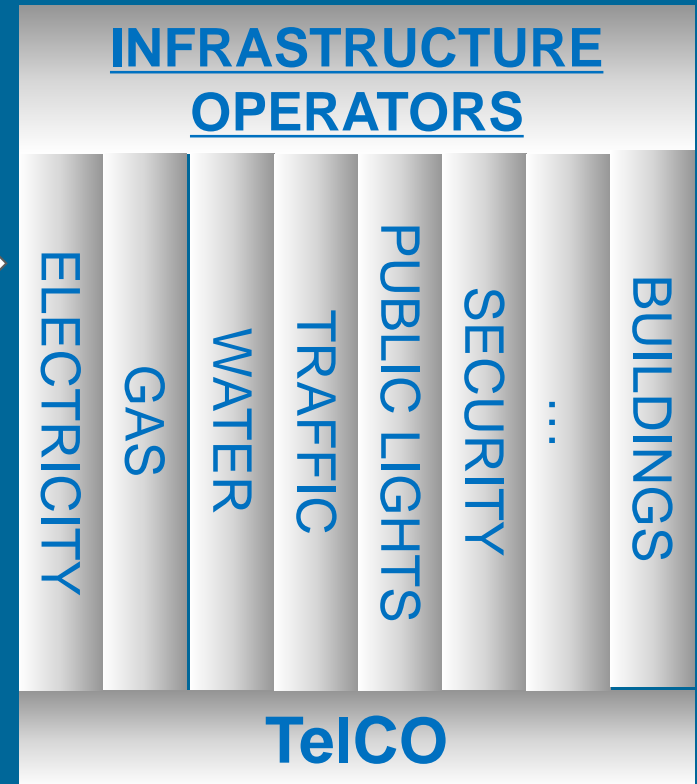 INFRASTRUCTURE
OPERATORS
ELECTRICITY
GAS
WATER
TRAFFIC
PUBLIC LIGHTS
SECURITY
...
BUILDINGS
TelCO